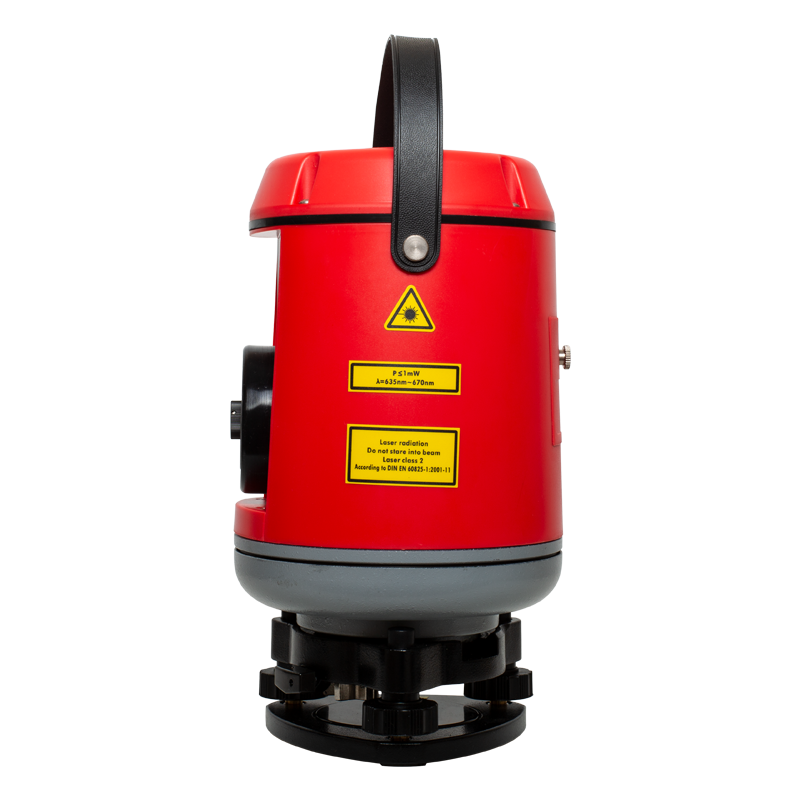 P≤1mW
λ=635nm~670nm
Laser radiation
Do not stare into beam
Laser class 2
According to DIN EN 60825-1:2001-11